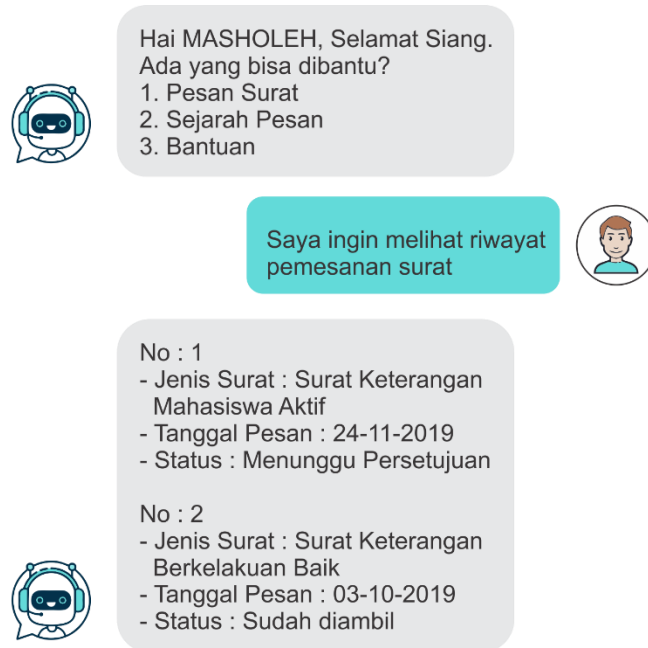 Hai MASHOLEH, Selamat Siang.
Ada yang bisa dibantu?
1. Pesan Surat
2. Sejarah Pesan
3. Bantuan
Saya ingin melihat riwayat
pemesanan surat
No : 1
- Jenis Surat : Surat Keterangan
Mahasiswa Aktif
- Tanggal Pesan : 24-11-2019
- Status : Menunggu Persetujuan
No : 2
- Jenis Surat : Surat Keterangan
Berkelakuan Baik
- Tanggal Pesan : 03-10-2019
- Status : Sudah diambil